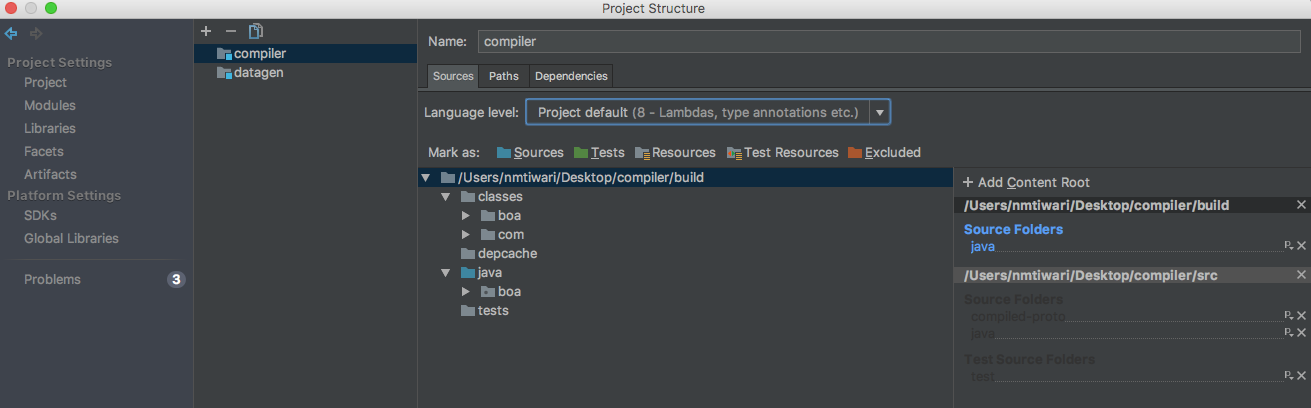 Project Structure
Project Settings
Project
Modules
Libraries
Facets
Artifacts
Platform Settings
SDKs
Global Libraries
Problems 3
compiler
datagen
Name: compiler
Sources Paths Dependencies
Language level: Project default (8 - Lambdas, type annotations etc.)
Mark as: Sources Tests Resources Test Resources Excluded
/Users/nmtiwari/Desktop/compiler/build
classes
boa
com
depcache
java
boa
tests
+ Add Content Root
/Users/nmtiwari/Desktop/compiler/build
Source Folders
java
/Users/nmtiwari/Desktop/compiler/src
Source Folders
compiled-proto
java
Test Source Folders
test